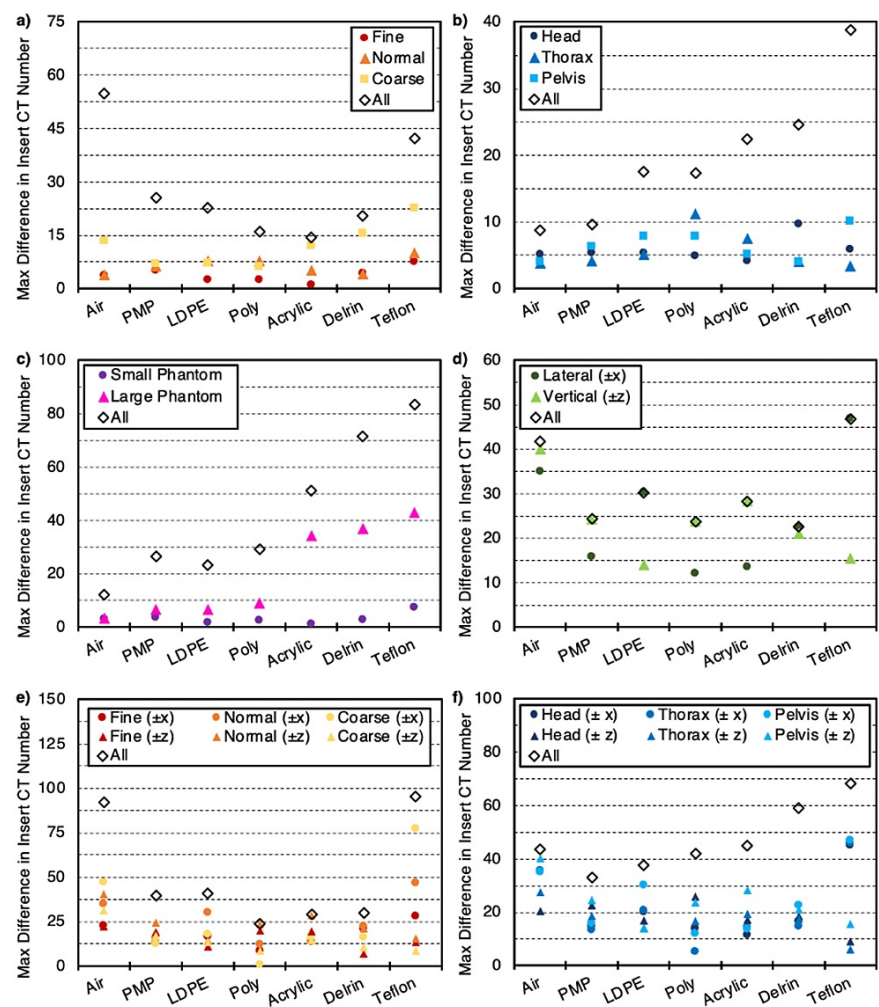 a)
Max Difference in Insert CT Number
75
60
45
30
15
0
Fine
Normal
Coarse
All
Air
PMP
LDPE
Poly
Acrylic
Delrin
Teflon
b)
Max Difference in Insert CT Number
40
30
20
10
0
Head
Thorax
Pelvis
All
Air
PMP
LDPE
Poly
Acrylic
Delrin
Teflon
c)
Max Difference in Insert CT Number
100
80
60
40
20
0
Small Phantom
Large Phantom
All
Air
PMP
LDPE
Poly
Acrylic
Delrin
Teflon
d)
Max Difference in Insert CT Number
60
50
40
30
20
10
0
Lateral (±x)
Vertical (±z)
All
Air
PMP
LDPE
Poly
Acrylic
Delrin
Teflon
e)
Max Difference in Insert CT Number
150
125
100
75
50
25
0
Fine (±x) Normal (±x) Coarse (±x)
Fine (±z) Normal (±z) Coarse (±z)
All
Air
PMP
LDPE
Poly
Acrylic
Delrin
Teflon
f)
Max Difference in Insert CT Number
100
80
60
40
20
0
Head (± x) Thorax (± x) Pelvis (± x)
Head (± z) Thorax (± z) Pelvis (± z)
All
Air
PMP
LDPE
Poly
Acrylic
Delrin
Teflon